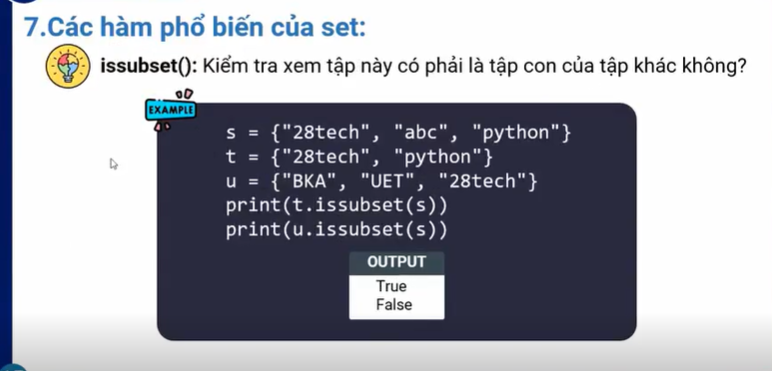 7.Các hàm phổ biến của set:
issubset(): Kiểm tra xem tập này có phải là tập con của tập khác không?
EXAMPLE
s = {"28tech", "abc", "python"}
t = {"28tech", "python"}
u = {"BKA", "UET", "28tech"}
print(t.issubset(s))
print(u.issubset(s))
OUTPUT
True
False